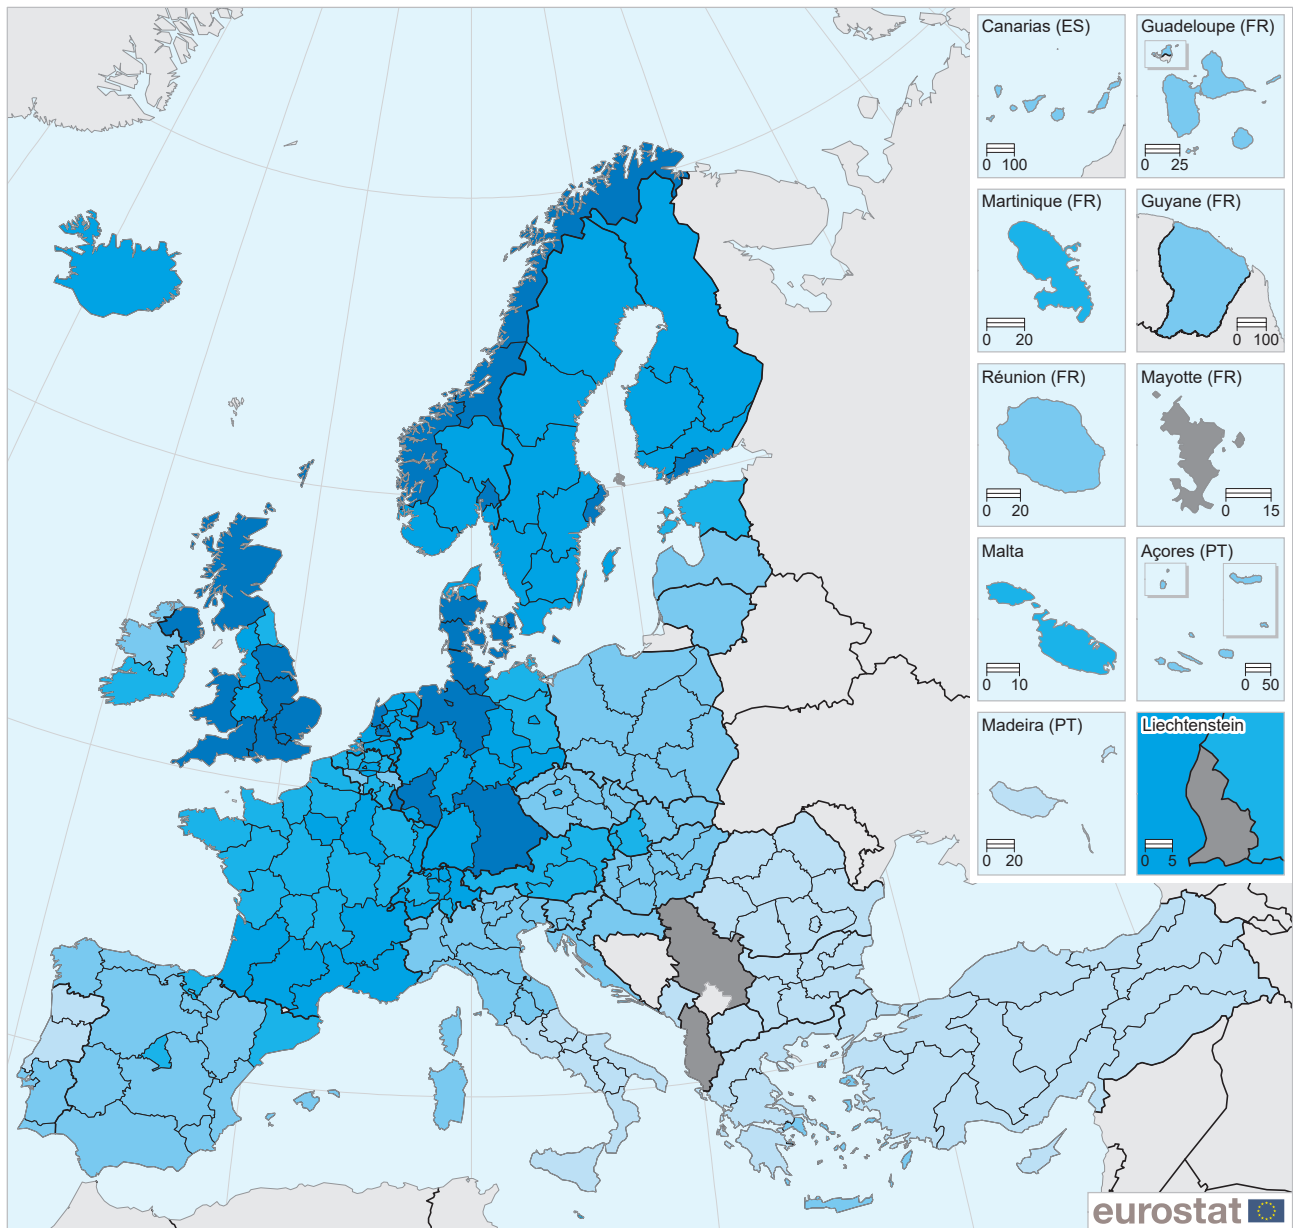 Canarias (ES)
0 100
Guadeloupe (FR)
0 25
Martinique (FR)
0 20
Guyane (FR)
0 100
Réunion (FR)
0 20
Mayotte (FR)
0 15
Malta
0 10
Açores (PT)
0 50
Madeira (PT)
0 20
Liechtenstein
0 5
eurostat